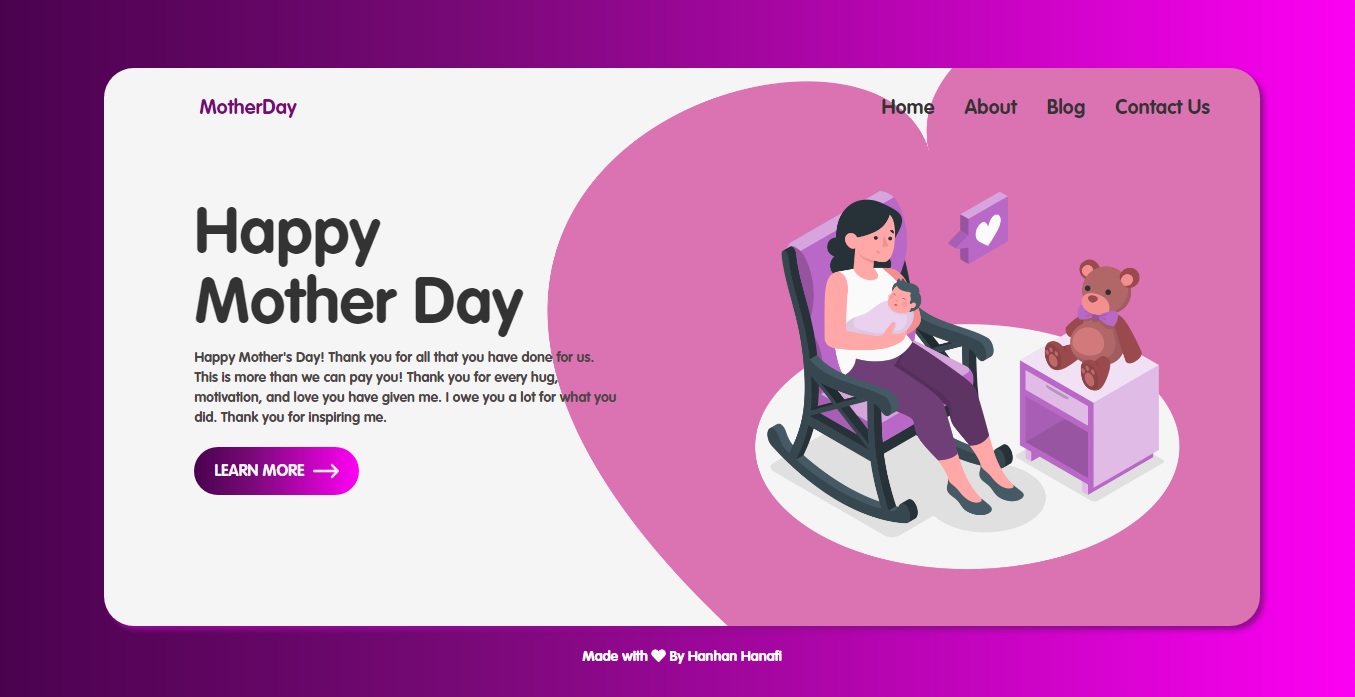 MotherDay
Home About Blog Contact Us
Happy
Mother Day
Happy Mother's Day! Thank you for all that you have done for us.
This is more than we can pay you! Thank you for every hug,
motivation, and love you have given me. I owe you a lot for what you
did. Thank you for inspiring me.
LEARN MORE
Made with ❤ By Hanhan Hanafi